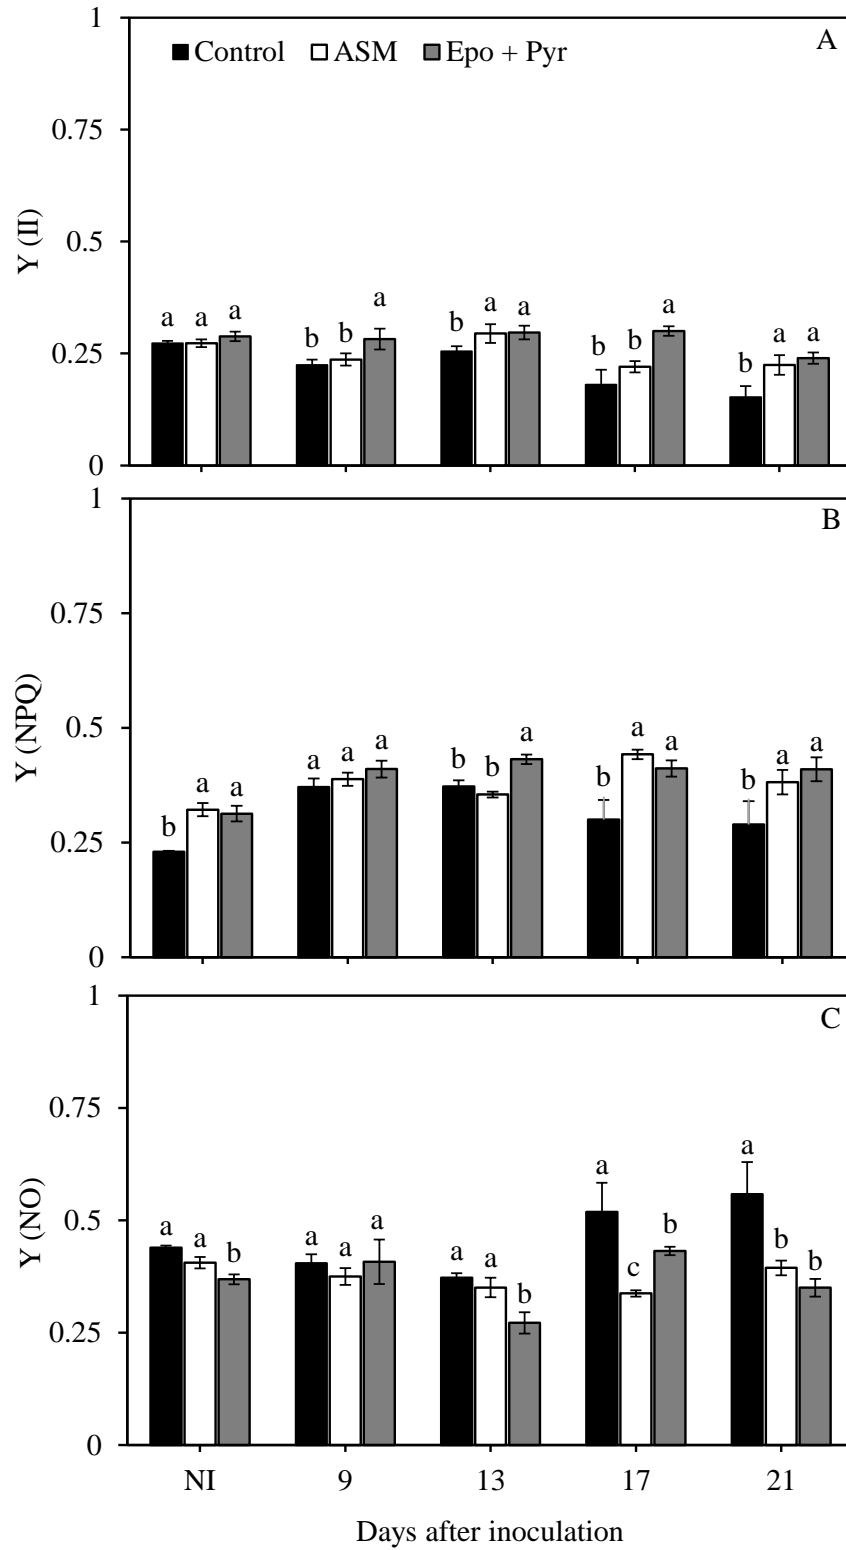 1
A
Control ASM Epo + Pyr
0.75
Y (II)
0.5
a a a b b a b a a b b a b a a
0.25
0
1
B
0.75
Y (NPQ)
0.5
b a a a a a b b a b a a b a a
0.25
0
1
C
0.75
Y (NO)
0.5
a a b a a a a a b a c b a b b
0.25
0
NI 9 13 17 21
Days after inoculation